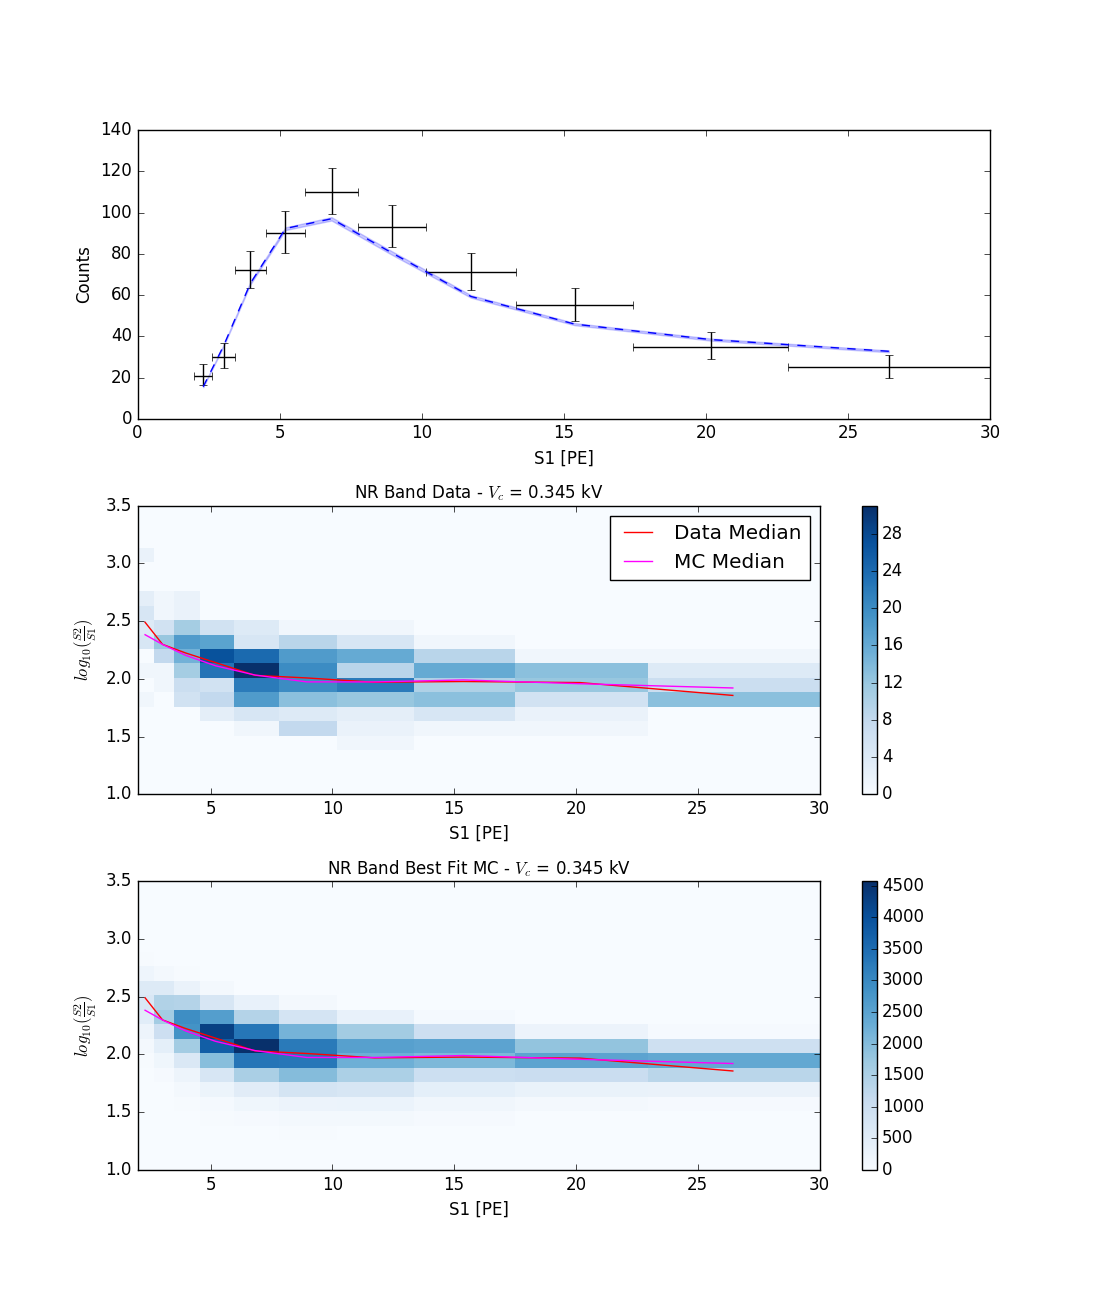 140
120
100
80
60
40
20
0
Counts
0 5 10 15 20 25 30
S1 [PE]
NR Band Data - V_c = 0.345 kV
3.5
3.0
2.5
2.0
1.5
1.0
log_10(S2/S1)
Data Median
MC Median
28
24
20
16
12
8
4
0
5 10 15 20 25 30
S1 [PE]
NR Band Best Fit MC - V_c = 0.345 kV
3.5
3.0
2.5
2.0
1.5
1.0
log_10(S2/S1)
4500
4000
3500
3000
2500
2000
1500
1000
500
0
5 10 15 20 25 30
S1 [PE]